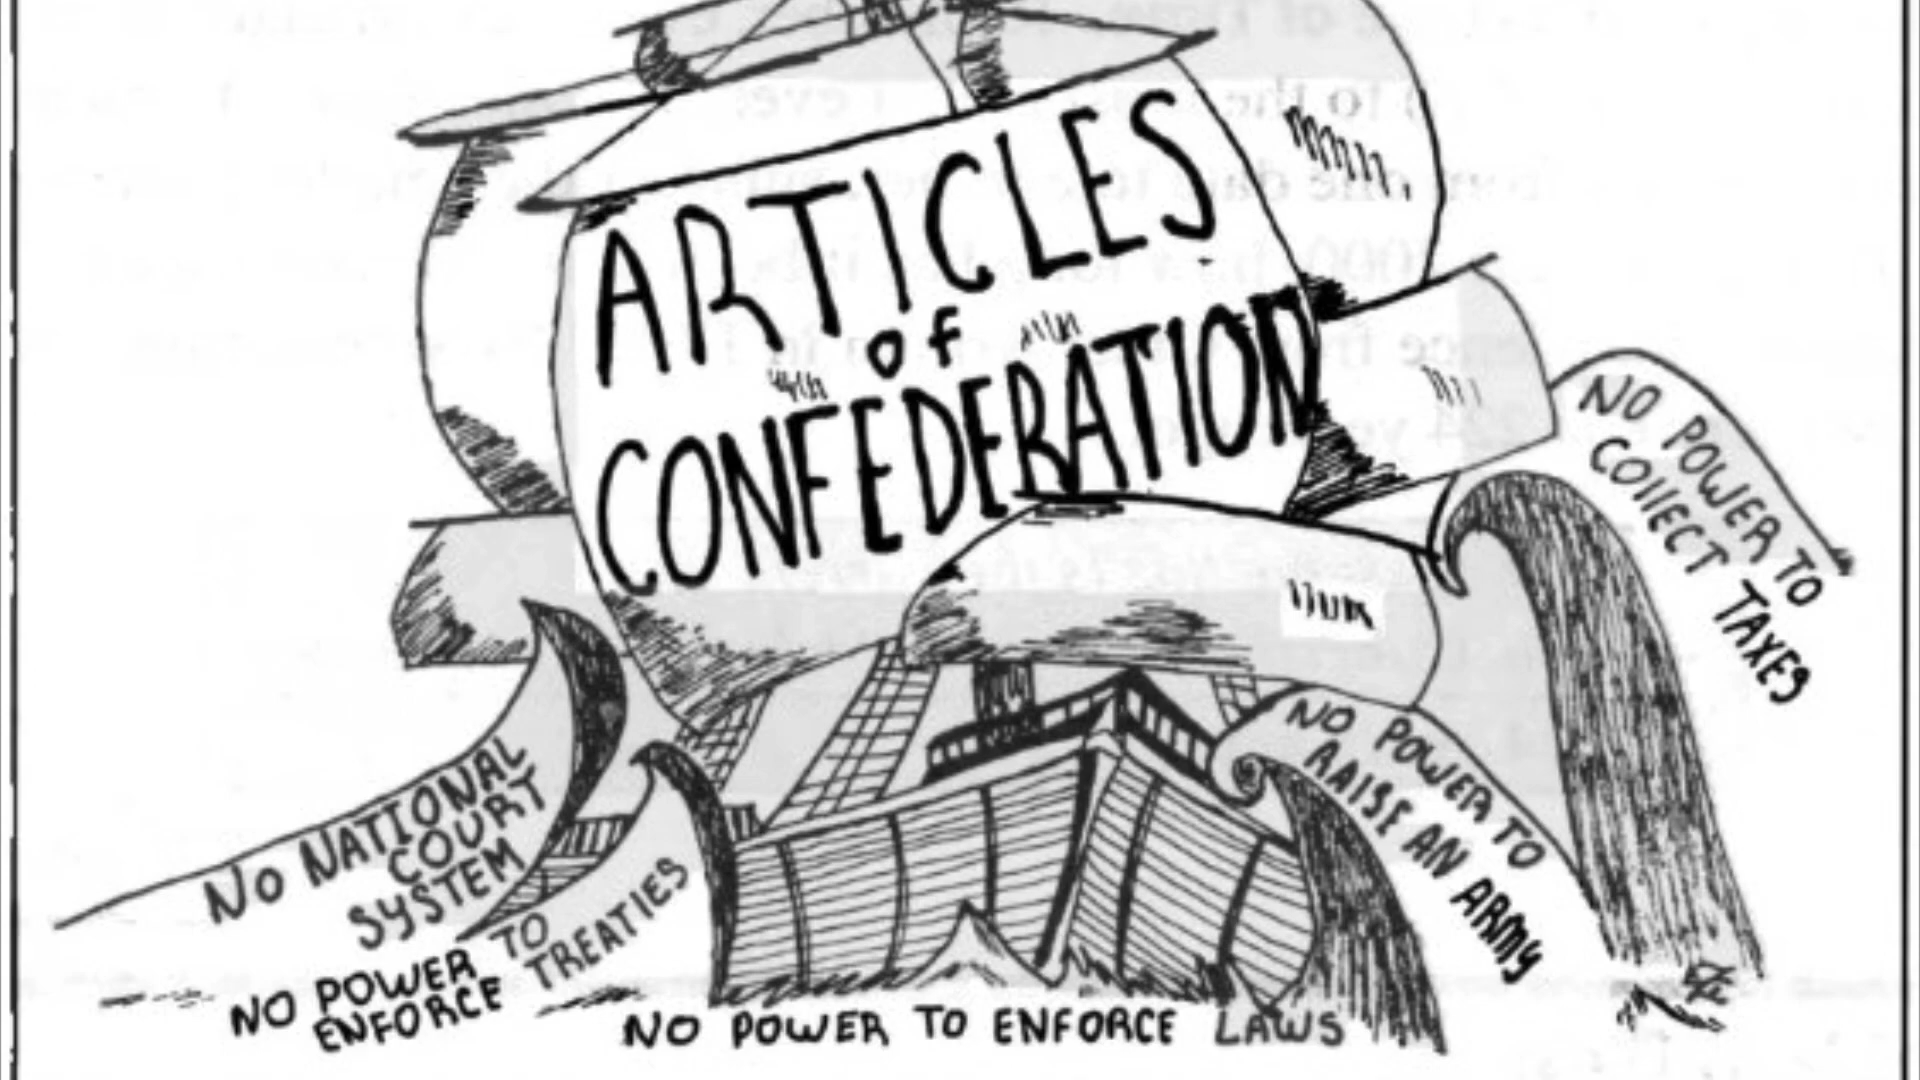 ARTICLES
of
CONFEDERATION
NO POWER TO
COllECT TAXES
NO POWER TO
RAISE AN ARMY
NO NATIONAL
COURT
SYSTEM
NO POWER TO
ENFORCE TREATIES
NO POWER TO ENFORCE LAWS